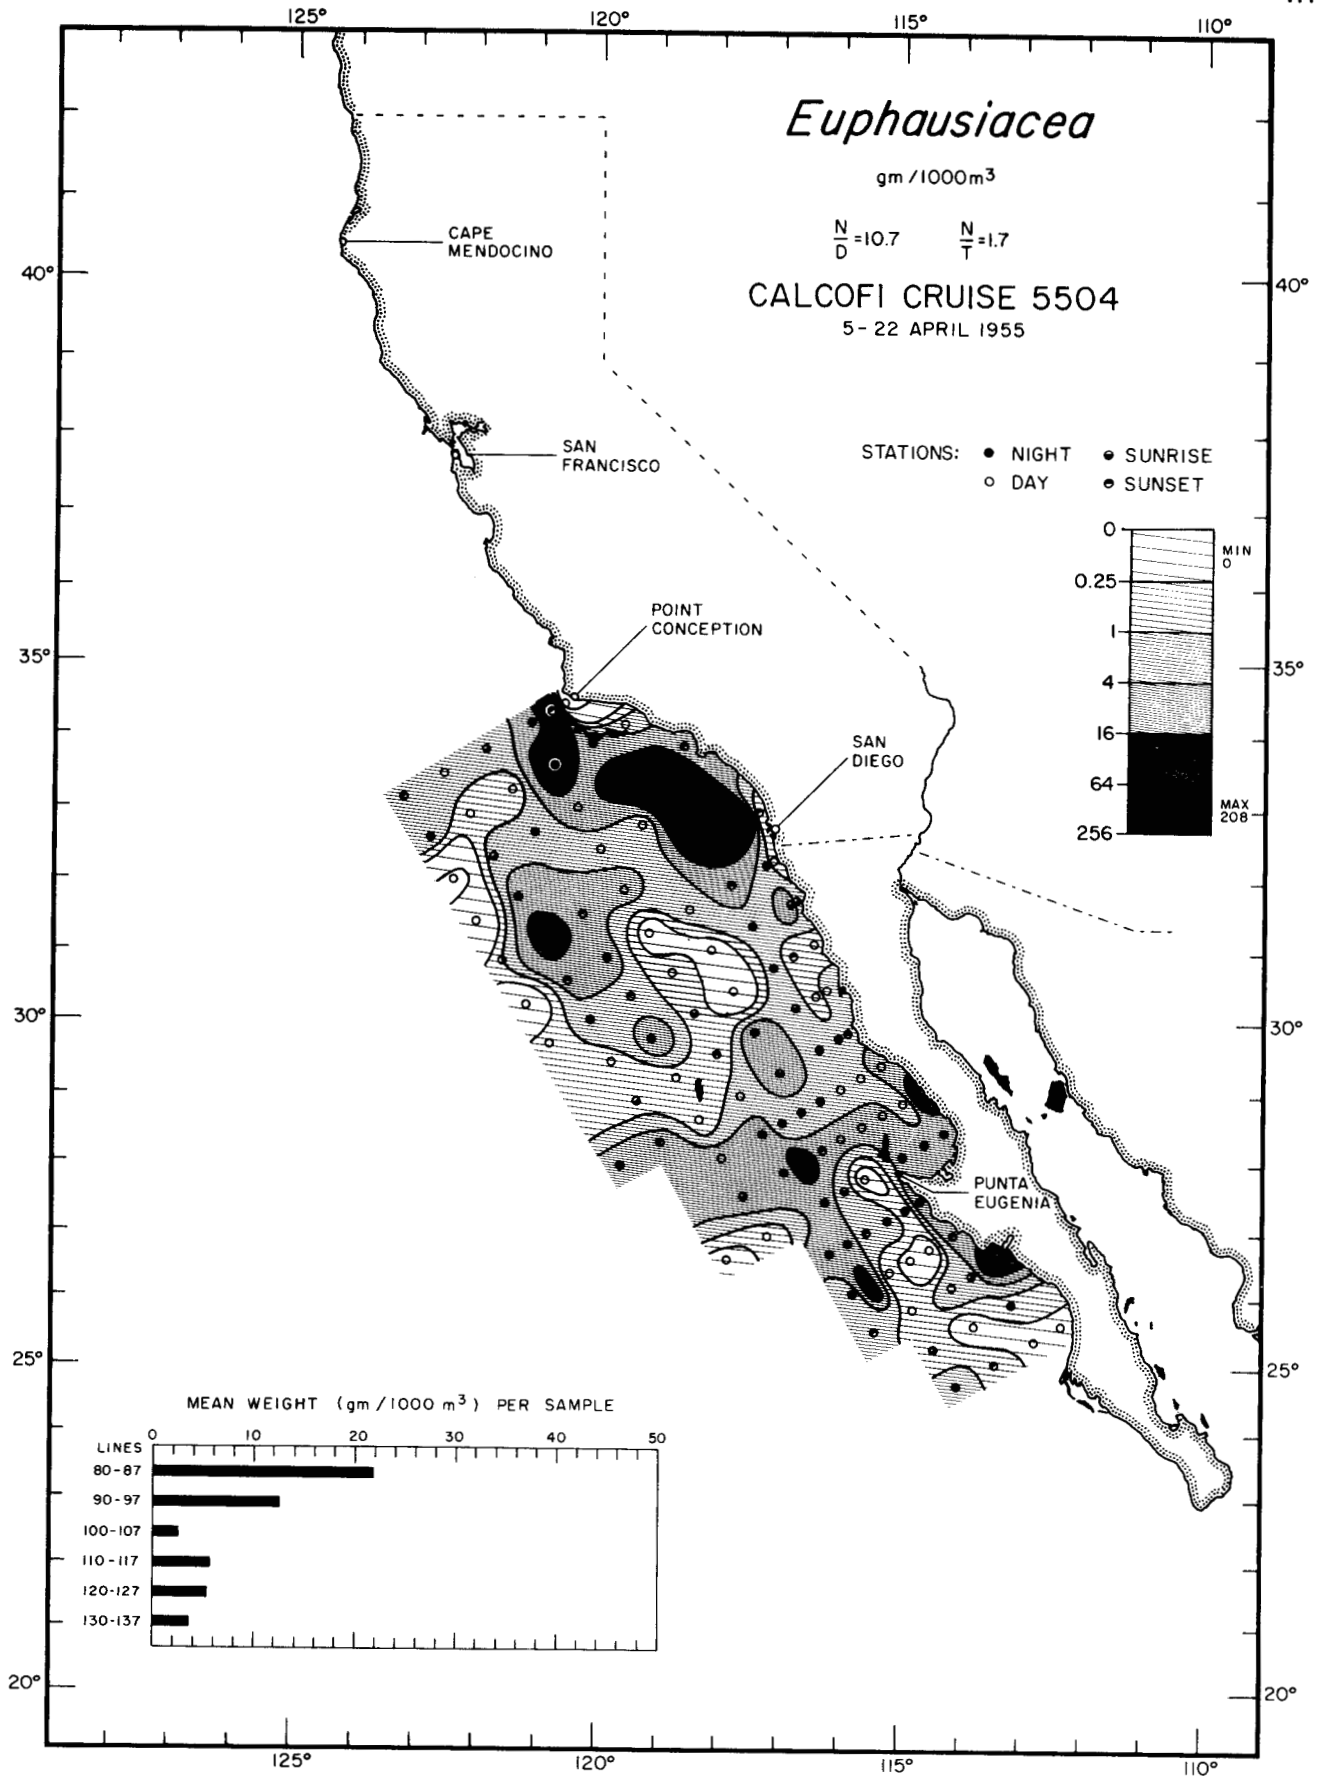 125° 120° 115° 110°
Euphausiacea
gm/1000m³
N/D =10.7 N/T =1.7
CALCOFI CRUISE 5504
5-22 APRIL 1955
CAPE
MENDOCINO
40° 40°
SAN
FRANCISCO
STATIONS: ● NIGHT SUNRISE
○ DAY SUNSET
0
MIN
0
0.25
1
4
16
64
MAX
208
256
POINT
CONCEPTION
35° 35°
SAN
DIEGO
30° 30°
PUNTA
EUGENIA
25° 25°
MEAN WEIGHT (gm/1000 m³) PER SAMPLE
LINES 0 10 20 30 40 50
80-87
90-97
100-107
110-117
120-127
130-137
20° 20°
125° 120° 115° 110°